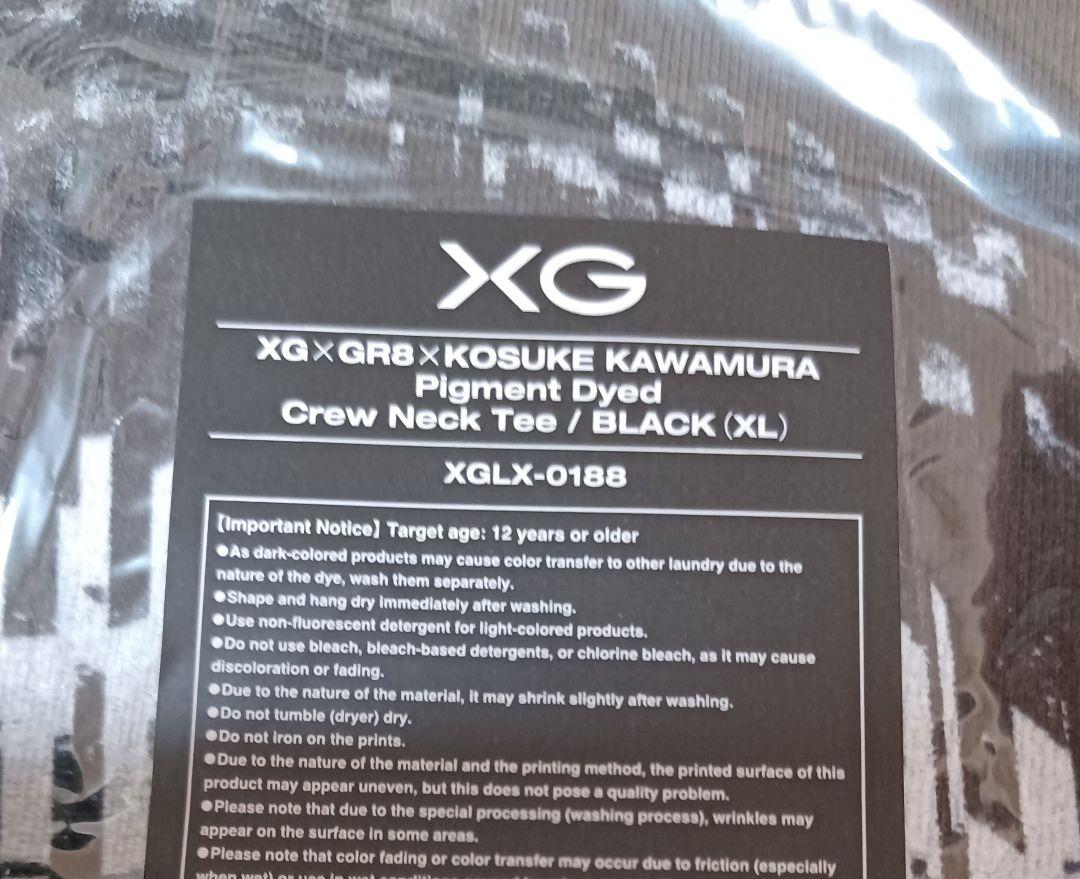 XG
XG×GR8×KOSUKE KAWAMURA
Pigment Dyed
Crew Neck Tee / BLACK (XL)
XGLX-0188
【Important Notice】 Target age: 12 years or older
●As dark-colored products may cause color transfer to other laundry due to the
nature of the dye, wash them separately.
●Shape and hang dry immediately after washing.
●Use non-fluorescent detergent for light-colored products.
●Do not use bleach, bleach-based detergents, or chlorine bleach, as it may cause
discoloration or fading.
●Due to the nature of the material, it may shrink slightly after washing.
●Do not tumble (dryer) dry.
●Do not iron on the prints.
●Due to the nature of the material and the printing method, the printed surface of this
product may appear uneven, but this does not pose a quality problem.
●Please note that due to the special processing (washing process), wrinkles may
appear on the surface in some areas.
●Please note that color fading or color transfer may occur due to friction (especially
when wet) or use in wet